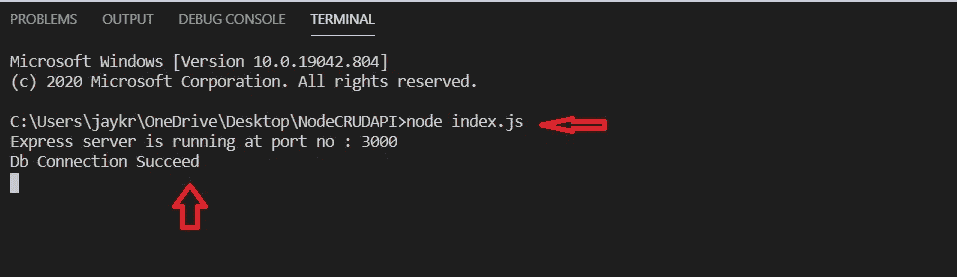 PROBLEMS OUTPUT DEBUG CONSOLE TERMINAL
Microsoft Windows [Version 10.0.19042.804]
(c) 2020 Microsoft Corporation. All rights reserved.
C:\Users\jaykr\OneDrive\Desktop\NodeCRUDAPI>node index.js
Express server is running at port no : 3000
Db Connection Succeed